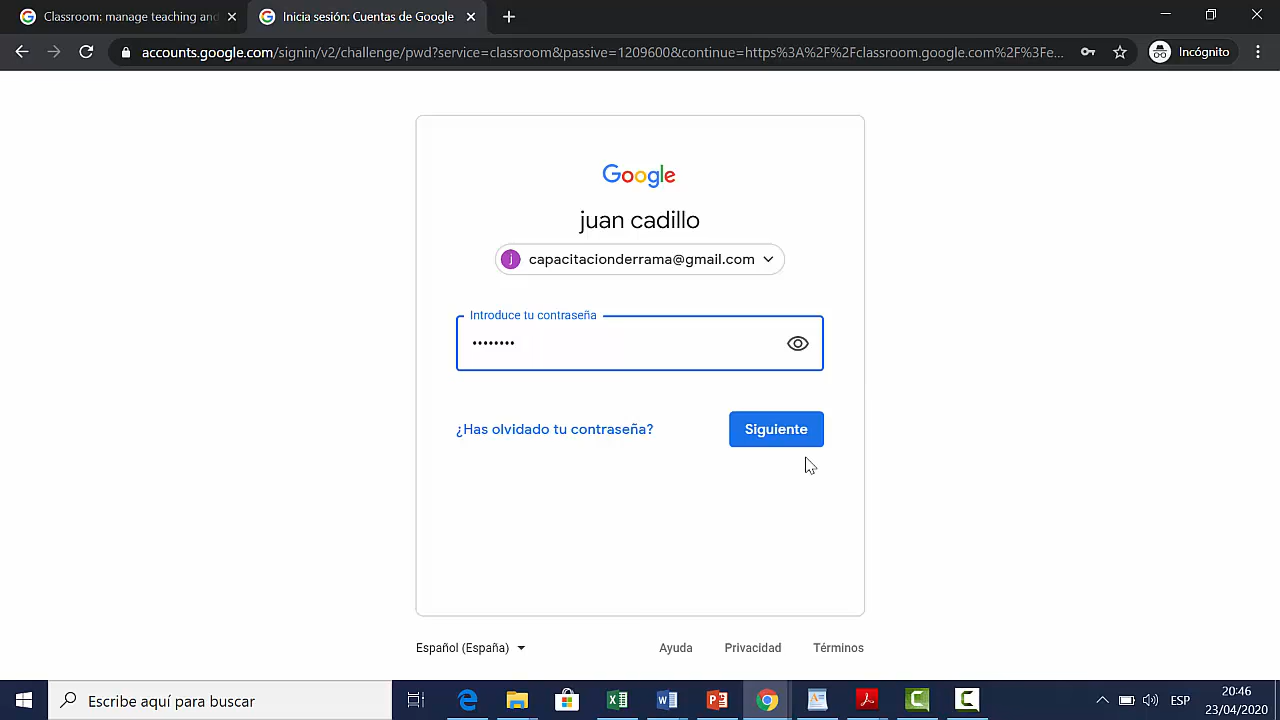 Classroom: manage teaching and
Inicia sesión: Cuentas de Google
accounts.google.com/signin/v2/challenge/pwd?service=classroom&passive=1209600&continue=https%3A%2F%2Fclassroom.google.com%2F%3Fe...
Incógnito
Google
juan cadillo
j
capacitacionderrama@gmail.com
Introduce tu contraseña
••••••••
¿Has olvidado tu contraseña?
Siguiente
Español (España)
Ayuda
Privacidad
Términos
Escribe aquí para buscar
ESP
20:46
23/04/2020